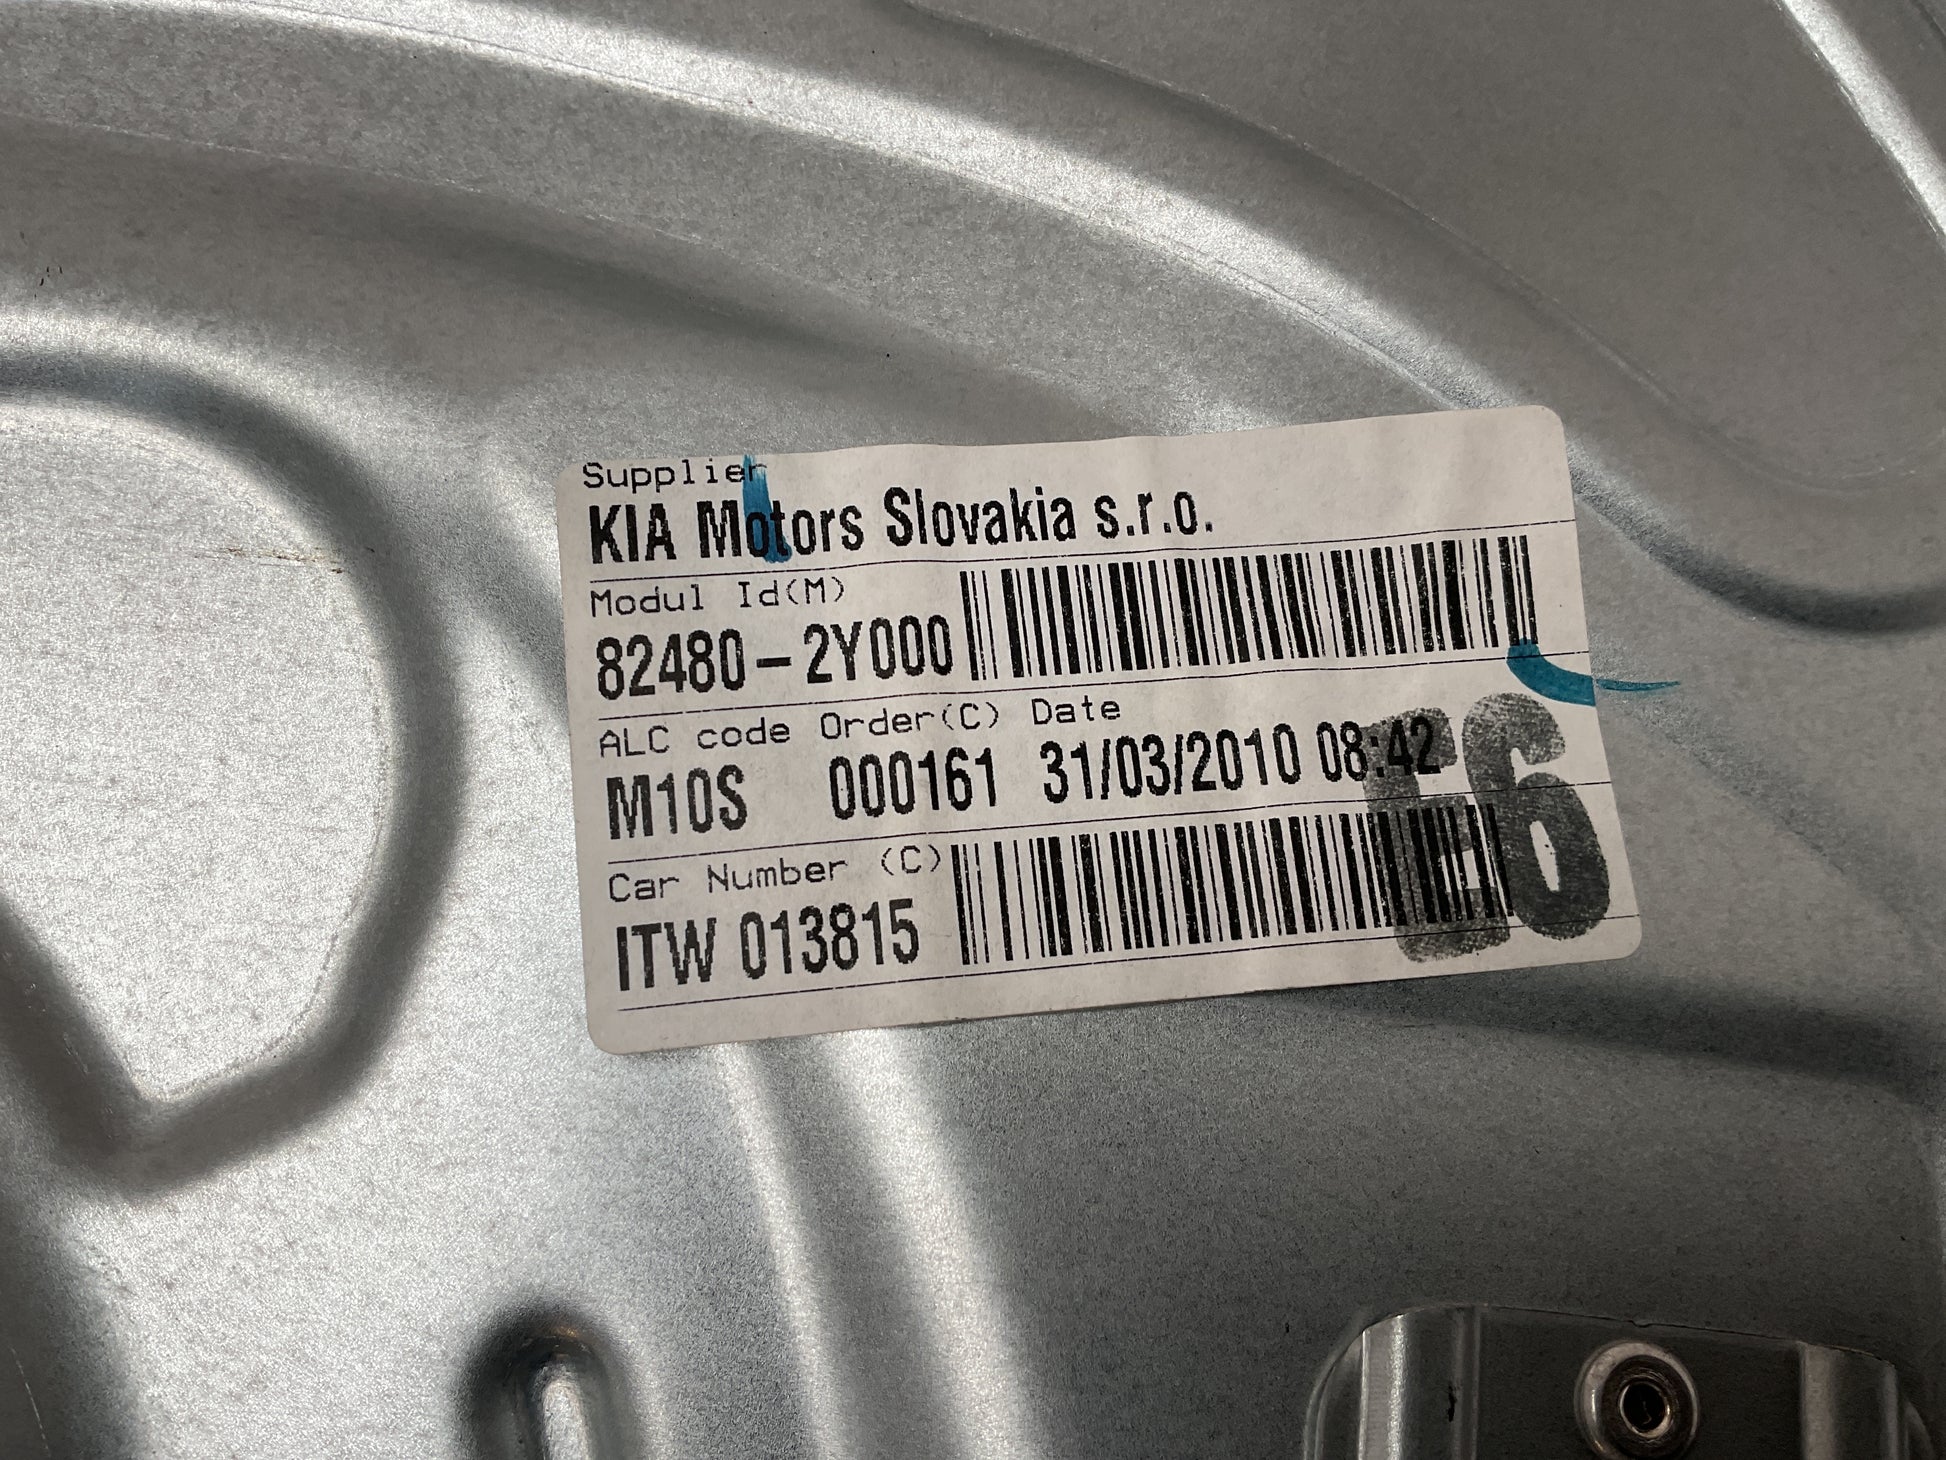 Supplier
KIA Motors Slovakia s.r.o.
Modul Id(M)
82480-2Y000
ALC code Order(C) Date
M10S 000161 31/03/2010 08:42
Car Number (C)
ITW 013815